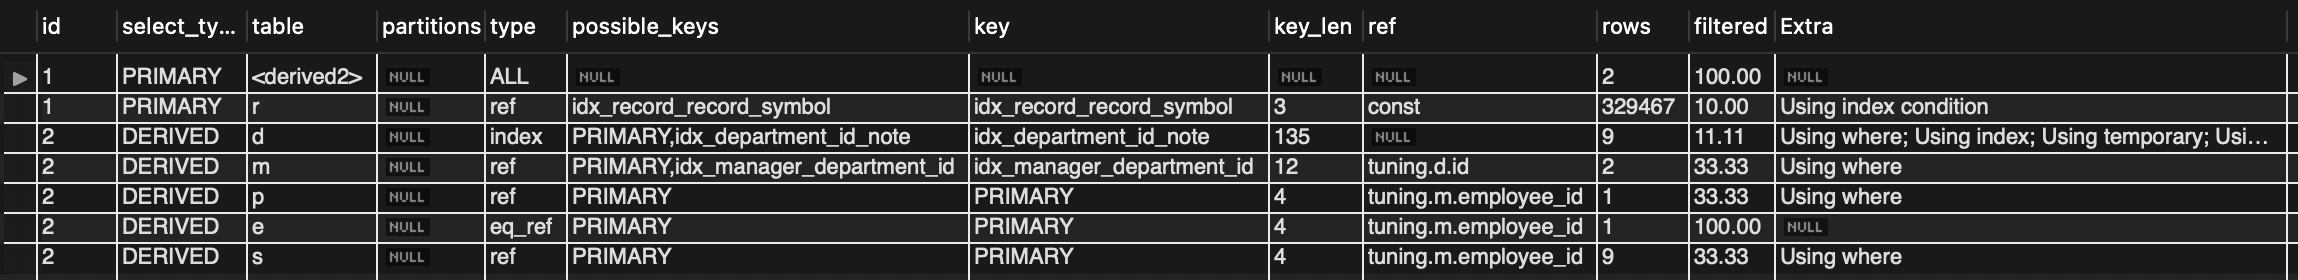 id select_ty... table partitions type possible_keys key key_len ref rows filtered Extra
1 PRIMARY <derived2> NULL ALL NULL NULL NULL NULL 2 100.00 NULL
1 PRIMARY r NULL ref idx_record_record_symbol idx_record_record_symbol 3 const 329467 10.00 Using index condition
2 DERIVED d NULL index PRIMARY,idx_department_id_note idx_department_id_note 135 NULL 9 11.11 Using where; Using index; Using temporary; Usi...
2 DERIVED m NULL ref PRIMARY,idx_manager_department_id idx_manager_department_id 12 tuning.d.id 2 33.33 Using where
2 DERIVED p NULL ref PRIMARY PRIMARY 4 tuning.m.employee_id 1 33.33 Using where
2 DERIVED e NULL eq_ref PRIMARY PRIMARY 4 tuning.m.employee_id 1 100.00 NULL
2 DERIVED s NULL ref PRIMARY PRIMARY 4 tuning.m.employee_id 9 33.33 Using where